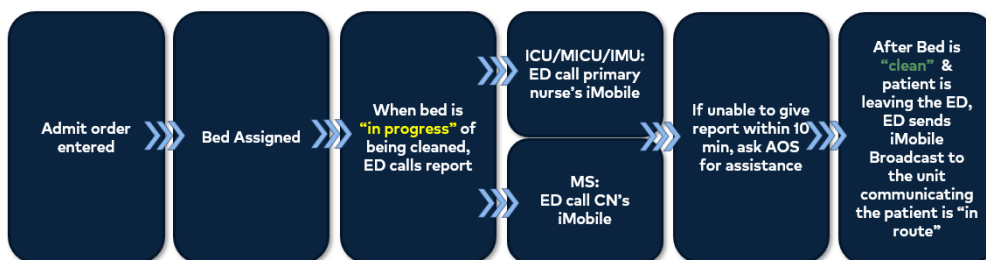 Admit order
entered
Bed Assigned
When bed is
“in progress” of
being cleaned,
ED calls report
ICU/MICU/IMU:
ED call primary
nurse’s iMobile
MS:
ED call CN’s
iMobile
If unable to give
report within 10
min, ask AOS
for assistance
After Bed is
“clean” &
patient is
leaving the ED,
ED sends
iMobile
Broadcast to
the unit
communicating
the patient is “in
route”